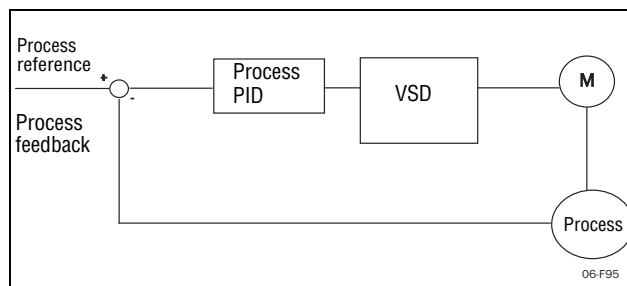 Process
reference
+
-
Process
feedback
Process
PID
VSD
M
Process
06-F95